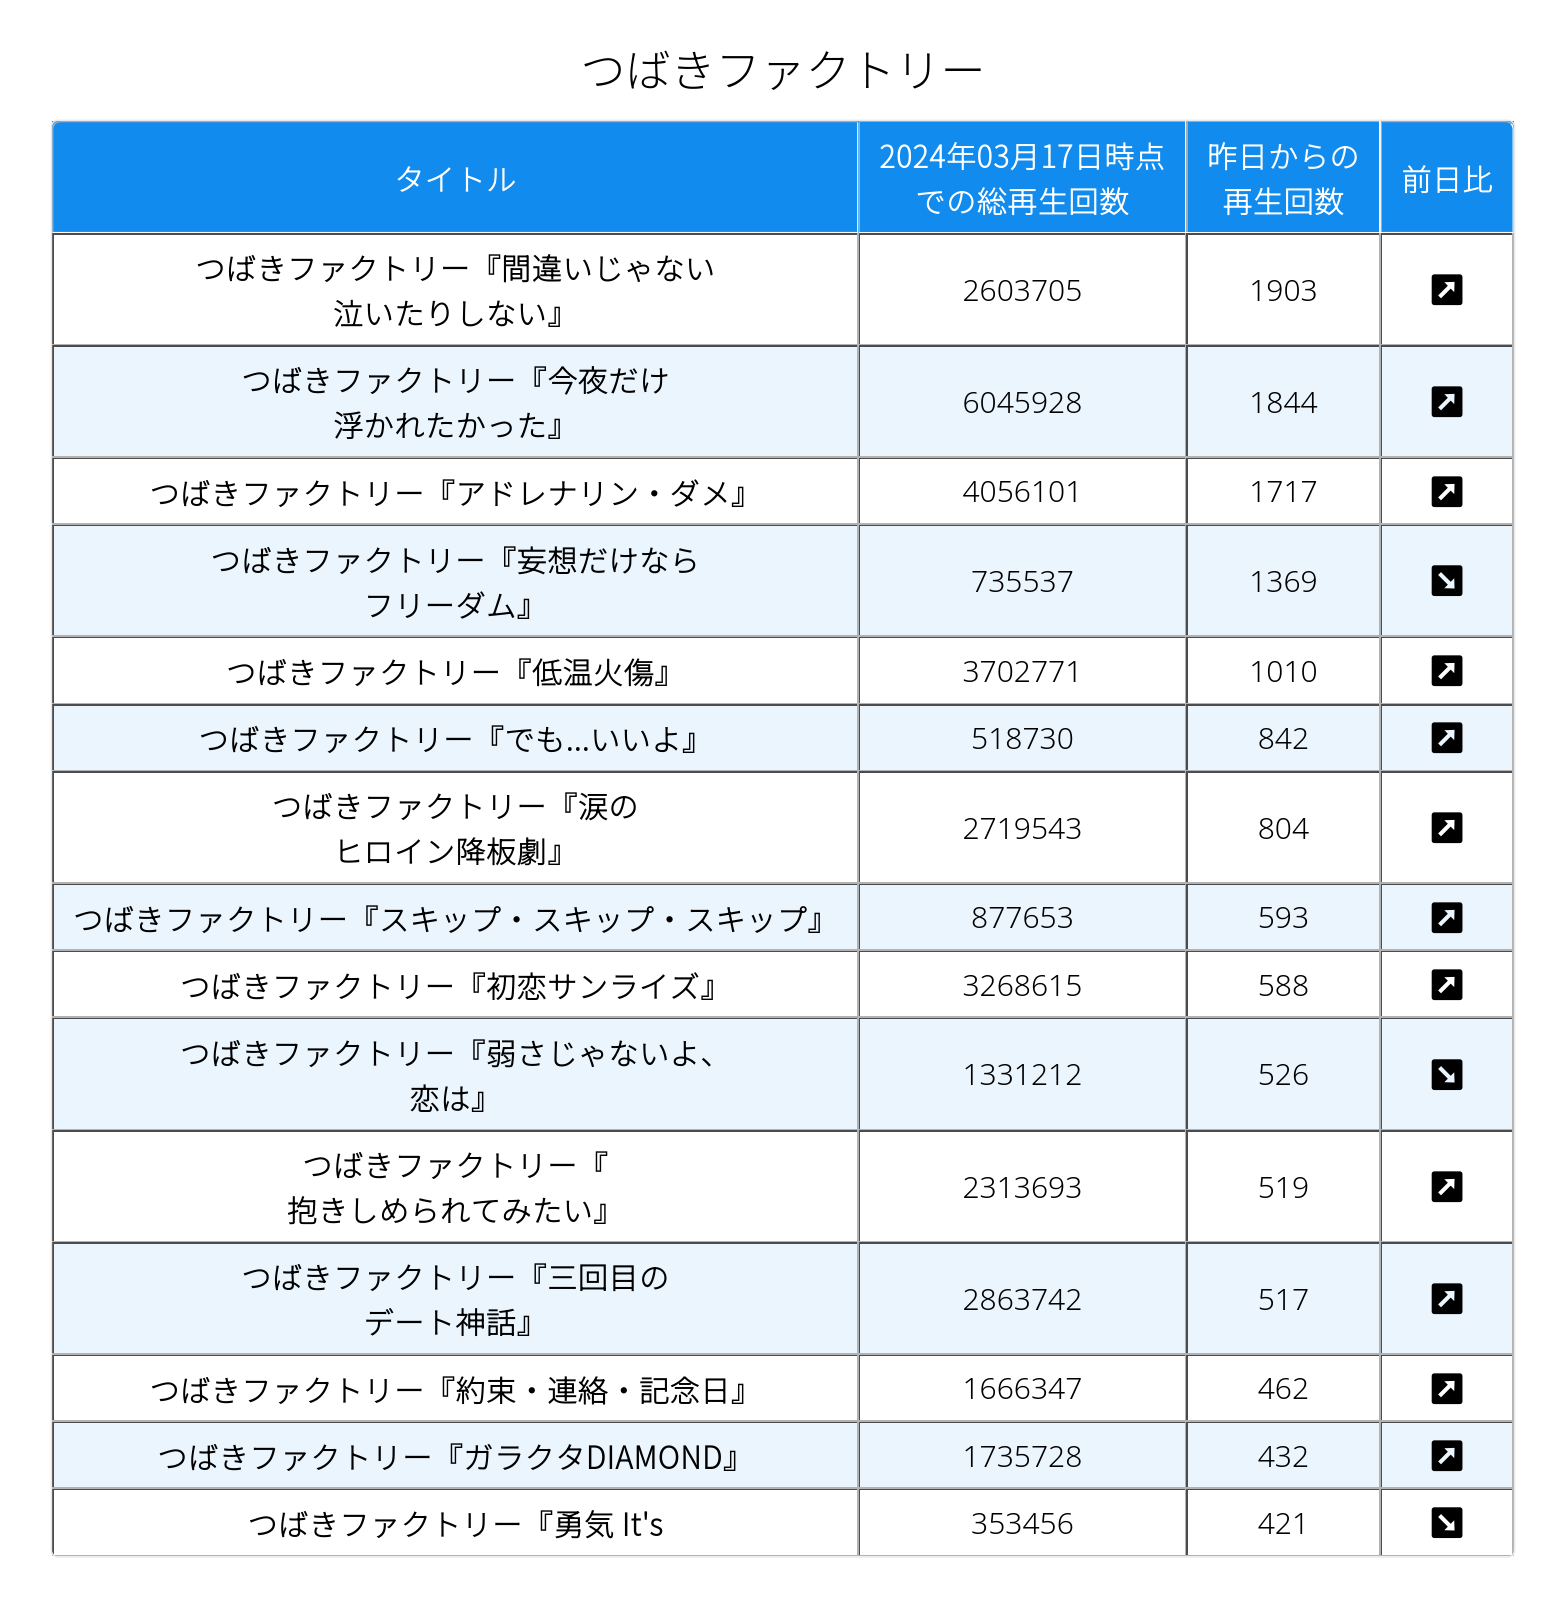 つばきファクトリー
タイトル
2024年03月17日時点
での総再生回数
昨日からの
再生回数
前日比
つばきファクトリー『間違いじゃない
泣いたりしない』
2603705
1903
つばきファクトリー『今夜だけ
浮かれたかった』
6045928
1844
つばきファクトリー『アドレナリン・ダメ』
4056101
1717
つばきファクトリー『妄想だけなら
フリーダム』
735537
1369
つばきファクトリー『低温火傷』
3702771
1010
つばきファクトリー『でも...いいよ』
518730
842
つばきファクトリー『涙の
ヒロイン降板劇』
2719543
804
つばきファクトリー『スキップ・スキップ・スキップ』
877653
593
つばきファクトリー『初恋サンライズ』
3268615
588
つばきファクトリー『弱さじゃないよ、
恋は』
1331212
526
つばきファクトリー『
抱きしめられてみたい』
2313693
519
つばきファクトリー『三回目の
デート神話』
2863742
517
つばきファクトリー『約束・連絡・記念日』
1666347
462
つばきファクトリー『ガラクタDIAMOND』
1735728
432
つばきファクトリー『勇気 It's
353456
421